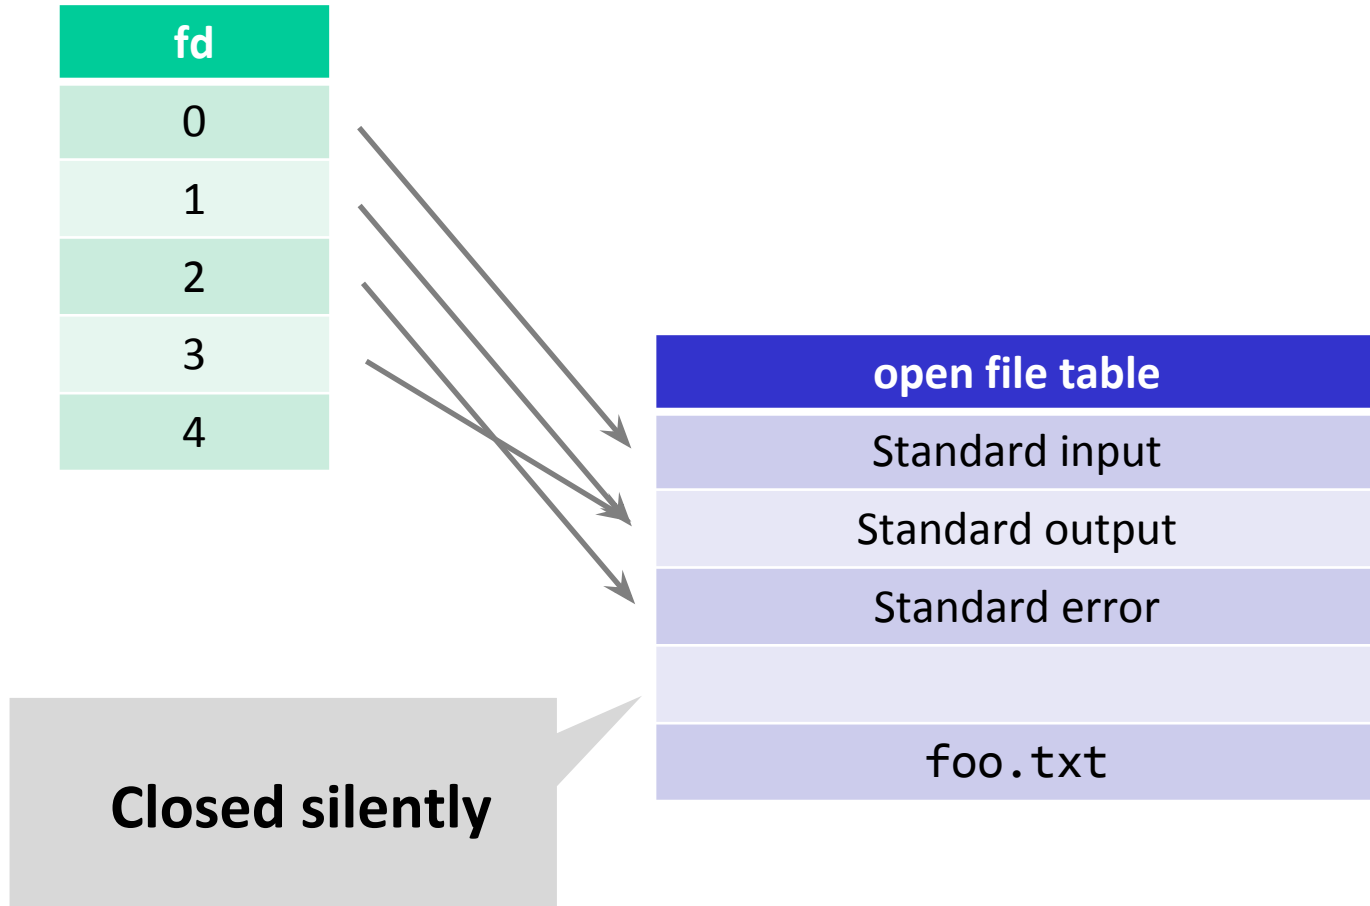 fd
0
1
2
3
4
open file table
Standard input
Standard output
Standard error
foo.txt
Closed silently